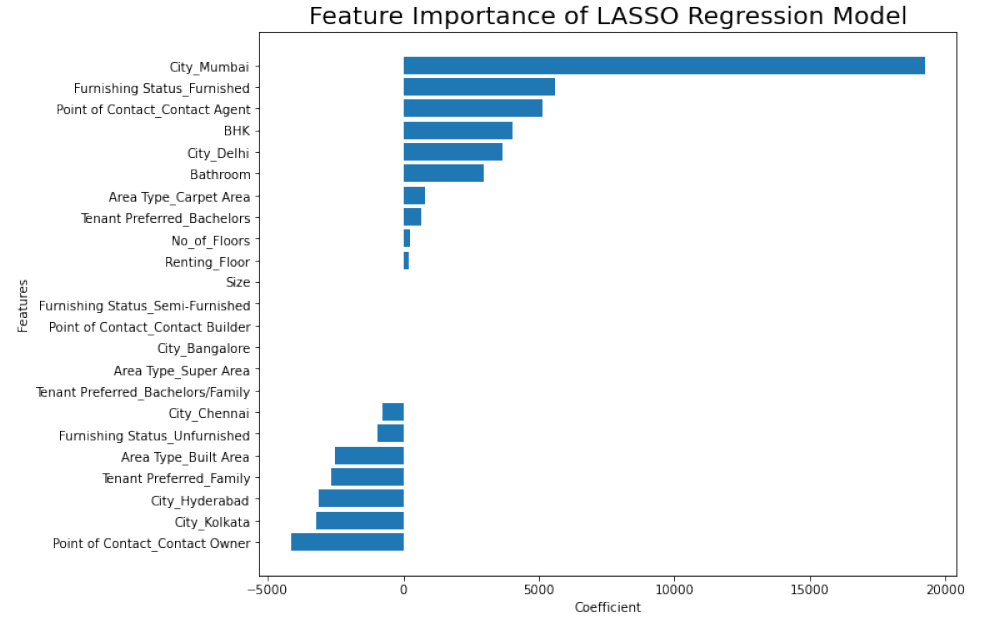 Feature Importance of LASSO Regression Model
City_Mumbai
Furnishing Status_Furnished
Point of Contact_Contact Agent
BHK
City_Delhi
Bathroom
Area Type_Carpet Area
Tenant Preferred_Bachelors
No_of_Floors
Renting_Floor
Size
Furnishing Status_Semi-Furnished
Point of Contact_Contact Builder
City_Bangalore
Area Type_Super Area
Tenant Preferred_Bachelors/Family
City_Chennai
Furnishing Status_Unfurnished
Area Type_Built Area
Tenant Preferred_Family
City_Hyderabad
City_Kolkata
Point of Contact_Contact Owner
Features
−5000 0 5000 10000 15000 20000
Coefficient